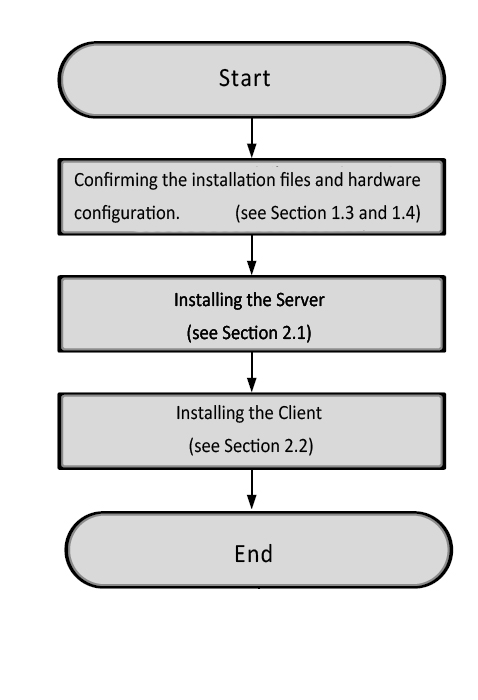 Start
Confirming the installation files and hardware
configuration. (see Section 1.3 and 1.4)
Installing the Server
(see Section 2.1)
Installing the Client
(see Section 2.2)
End